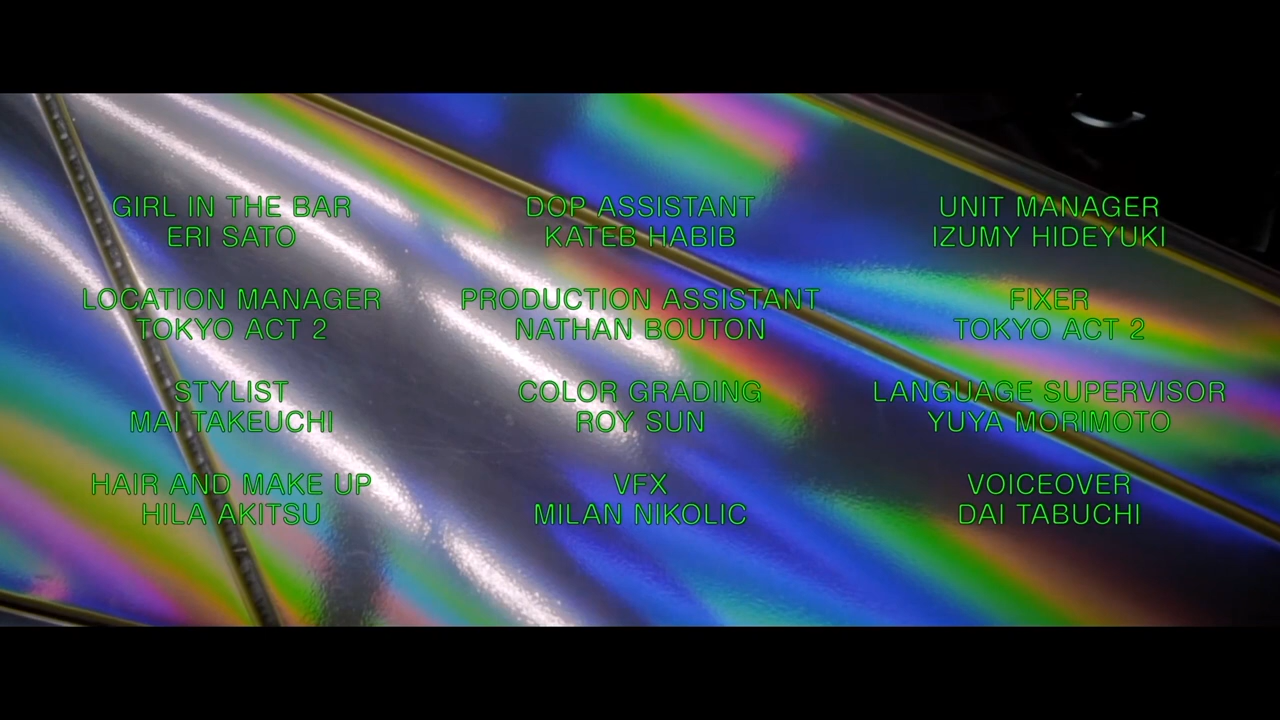 GIRL IN THE BAR
ERI SATO
LOCATION MANAGER
TOKYO ACT 2
STYLIST
MAI TAKEUCHI
HAIR AND MAKE UP
HILA AKITSU
DOP ASSISTANT
KATEB HABIB
PRODUCTION ASSISTANT
NATHAN BOUTON
COLOR GRADING
ROY SUN
VFX
MILAN NIKOLIC
UNIT MANAGER
IZUMY HIDEYUKI
FIXER
TOKYO ACT 2
LANGUAGE SUPERVISOR
YUYA MORIMOTO
VOICEOVER
DAI TABUCHI